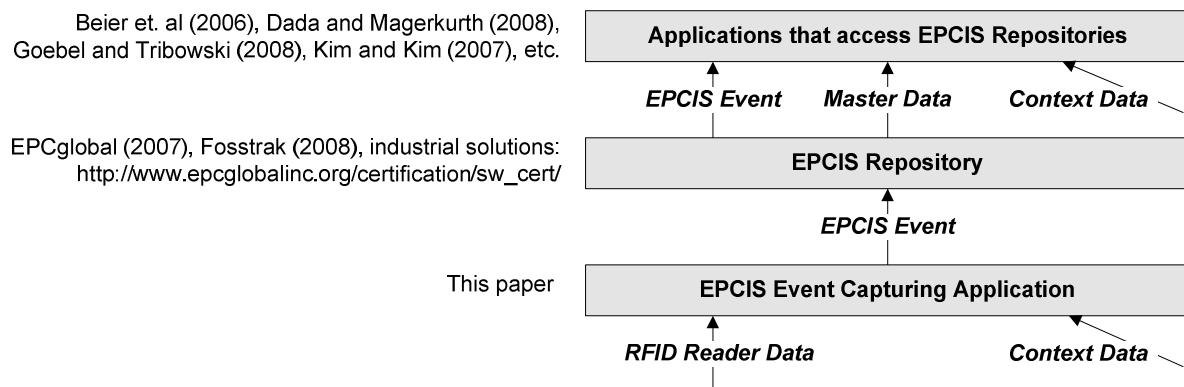 Beier et. al (2006), Dada and Magerkurth (2008),
Goebel and Tribowski (2008), Kim and Kim (2007), etc.
Applications that access EPCIS Repositories
EPCIS Event
Master Data
Context Data
EPCglobal (2007), Fosstrak (2008), industrial solutions:
http://www.epcglobalinc.org/certification/sw_cert/
EPCIS Repository
EPCIS Event
This paper
EPCIS Event Capturing Application
RFID Reader Data
Context Data